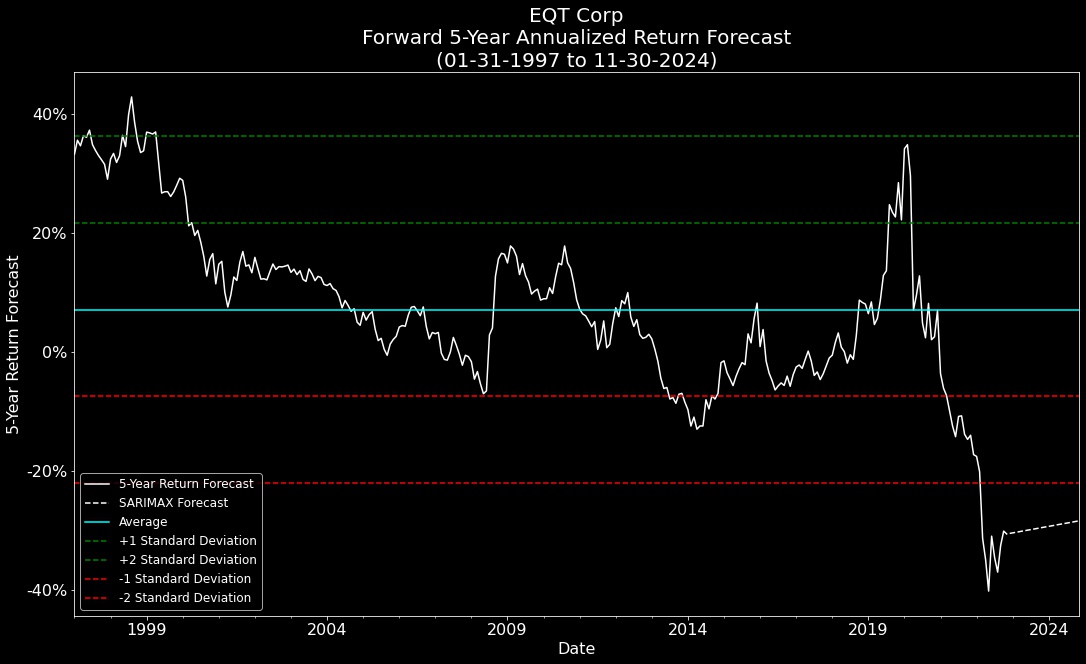 EQT Corp
Forward 5-Year Annualized Return Forecast
(01-31-1997 to 11-30-2024)
5-Year Return Forecast
40%
20%
0%
-20%
-40%
5-Year Return Forecast
SARIMAX Forecast
Average
+1 Standard Deviation
+2 Standard Deviation
-1 Standard Deviation
-2 Standard Deviation
1999 2004 2009 2014 2019 2024
Date